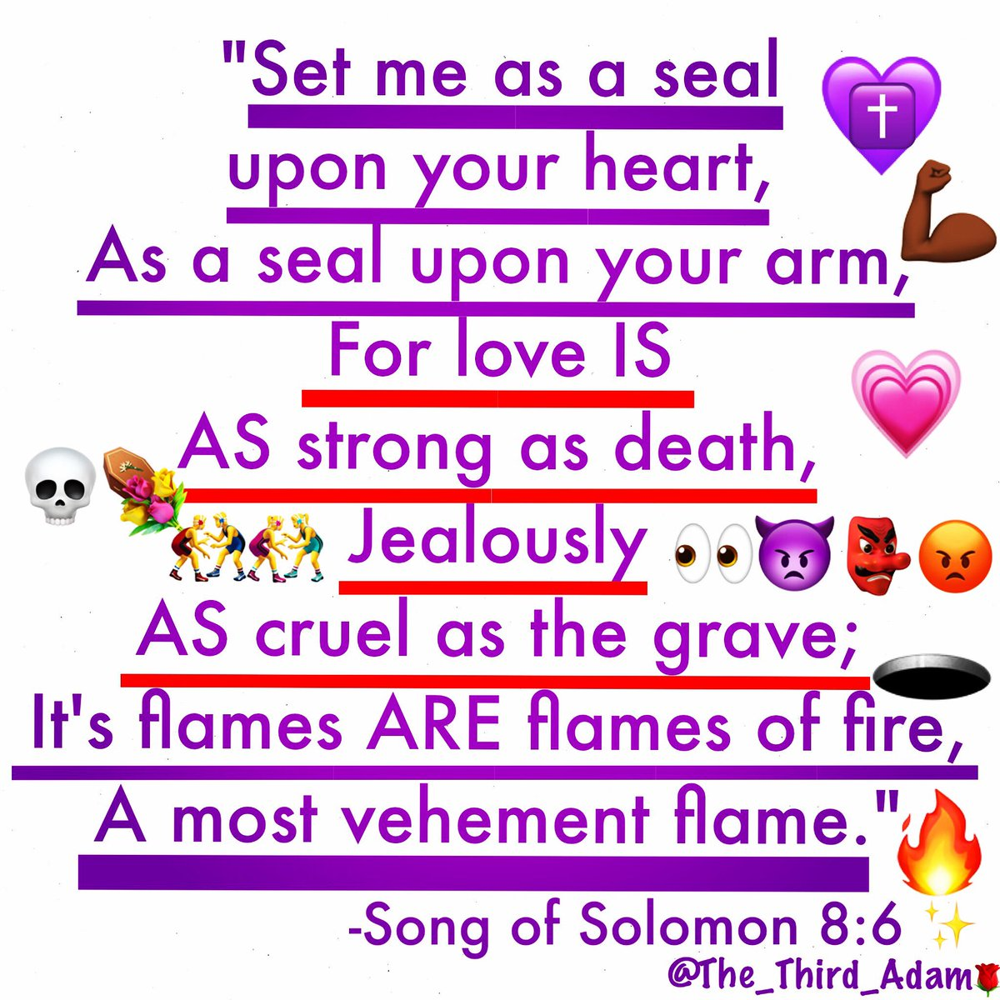 "Set me as a seal
upon your heart,
As a seal upon your arm,
For love IS
AS strong as death,
Jealously
AS cruel as the grave;
It's flames ARE flames of fire,
A most vehement flame."
-Song of Solomon 8:6
@The_Third_Adam